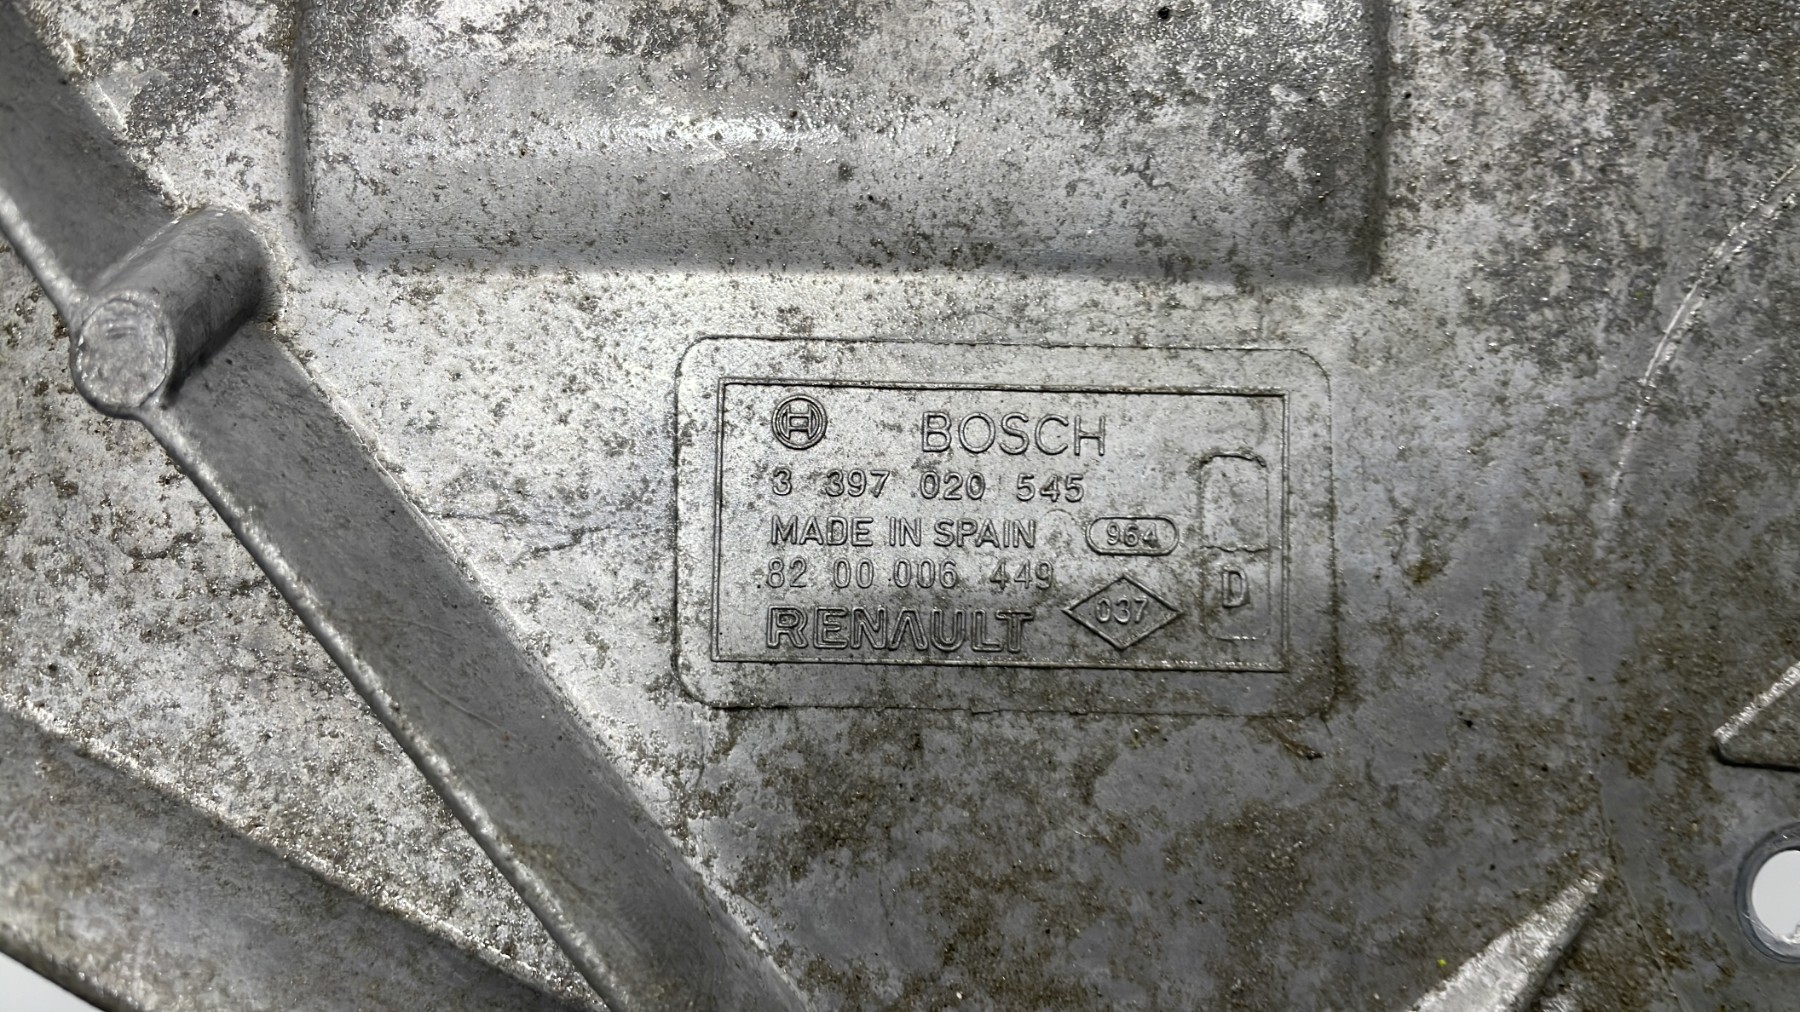 BOSCH
3 397 020 545
MADE IN SPAIN 964
82 00 006 449
D
RENAULT 037